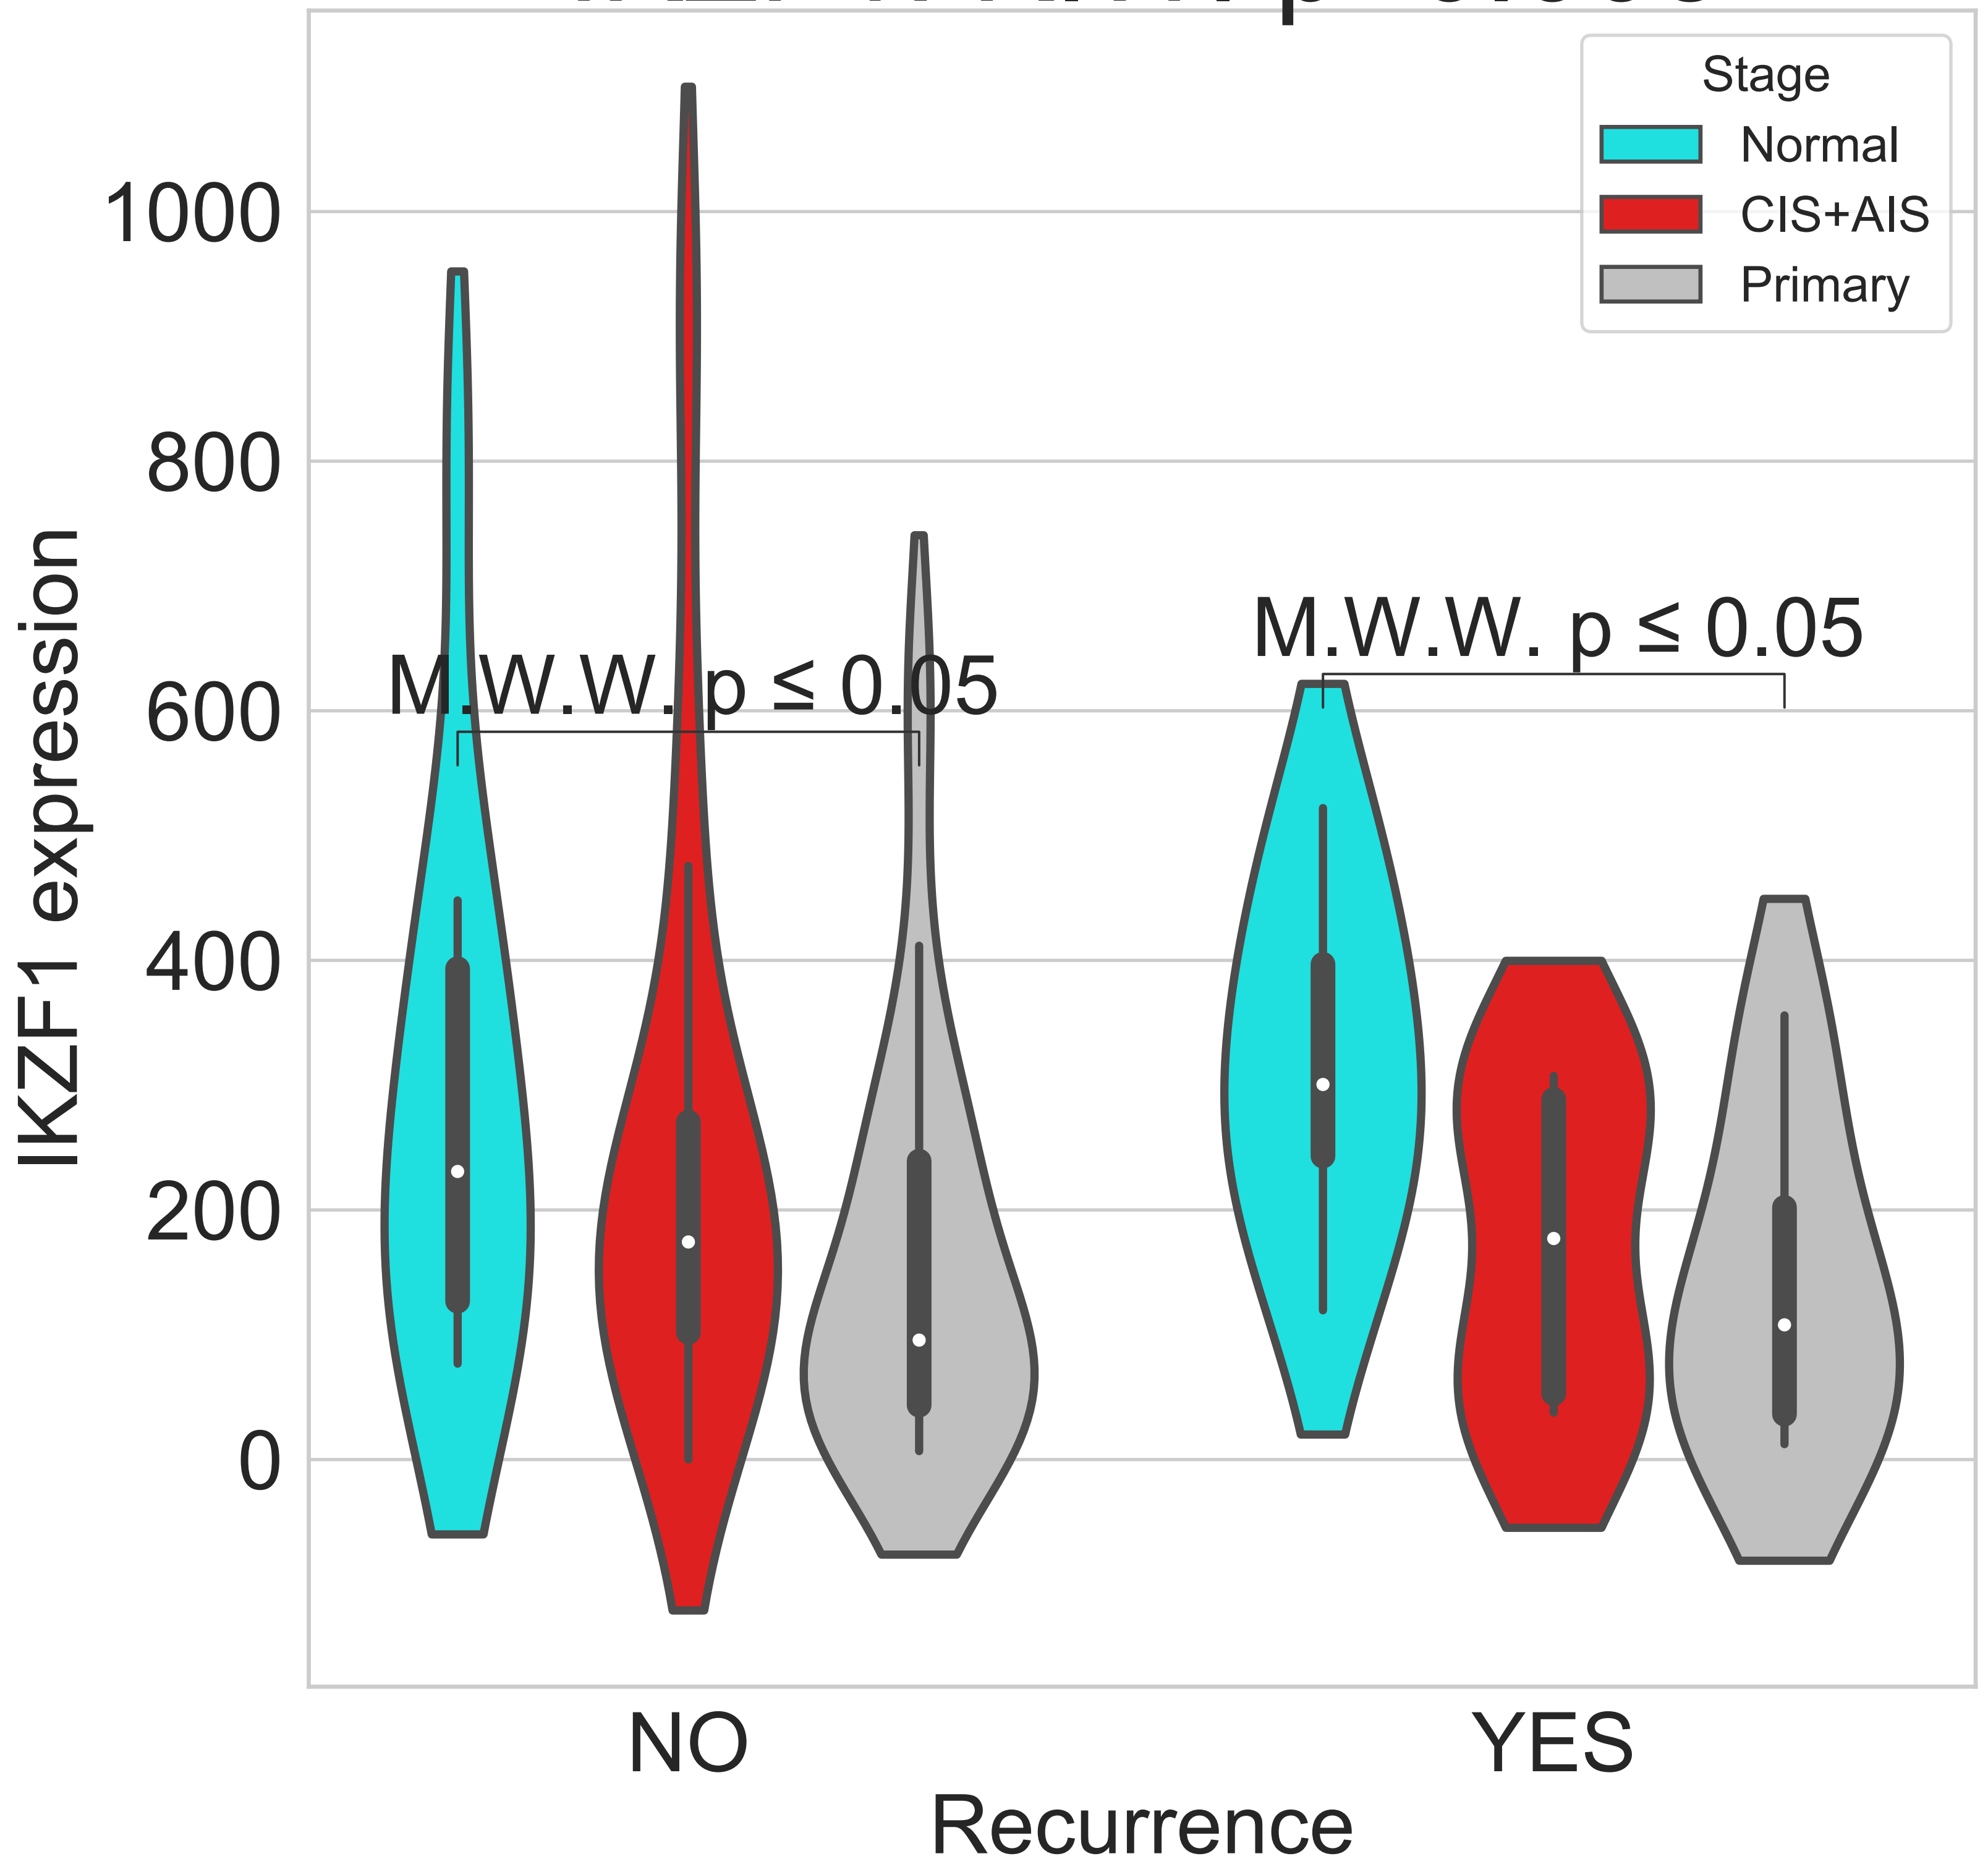 Stage
Normal
CIS+AIS
Primary
1000
800
600
400
200
0
IKZF1 expression
M.W.W. p ≤ 0.05
M.W.W. p ≤ 0.05
NO
YES
Recurrence